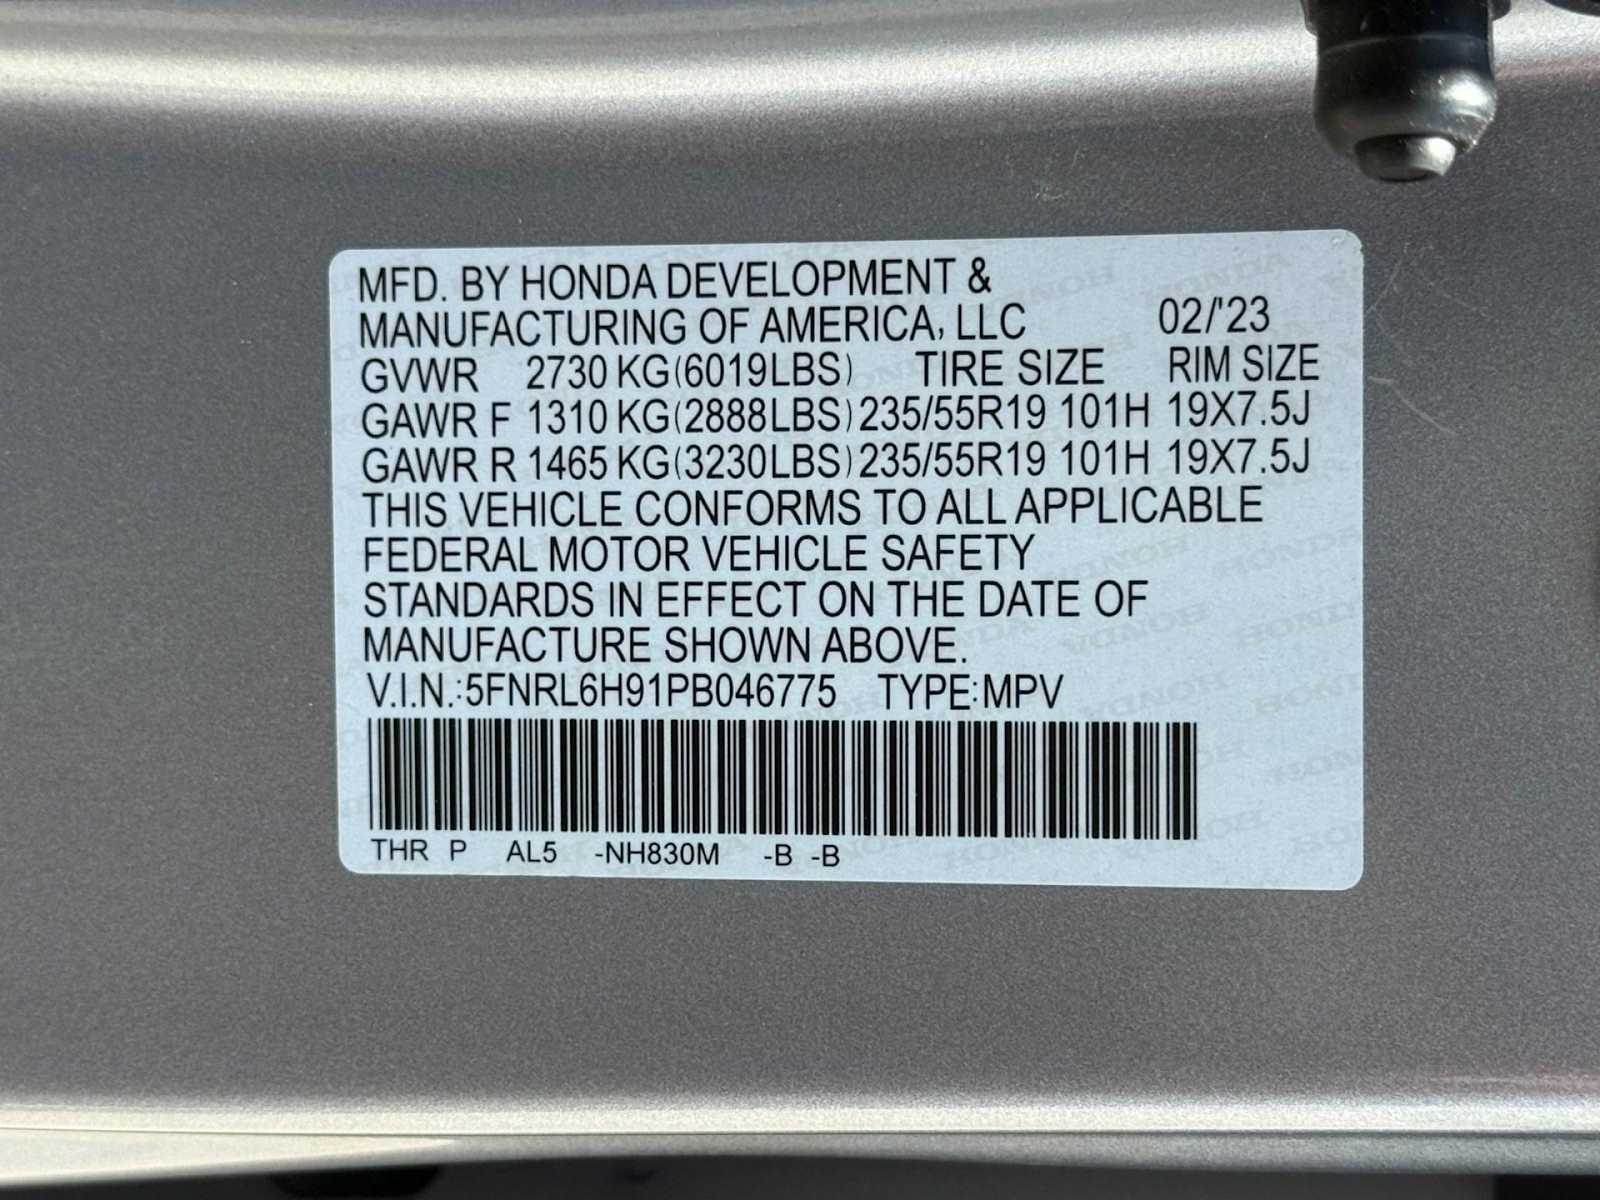 MFD. BY HONDA DEVELOPMENT &
MANUFACTURING OF AMERICA, LLC 02/'23
GVWR 2730 KG(6019LBS) TIRE SIZE RIM SIZE
GAWR F 1310 KG(2888LBS) 235/55R19 101H 19X7.5J
GAWR R 1465 KG(3230LBS) 235/55R19 101H 19X7.5J
THIS VEHICLE CONFORMS TO ALL APPLICABLE
FEDERAL MOTOR VEHICLE SAFETY
STANDARDS IN EFFECT ON THE DATE OF
MANUFACTURE SHOWN ABOVE.
V.I.N.:5FNRL6H91PB046775 TYPE:MPV
THR P AL5 -NH830M -B -B